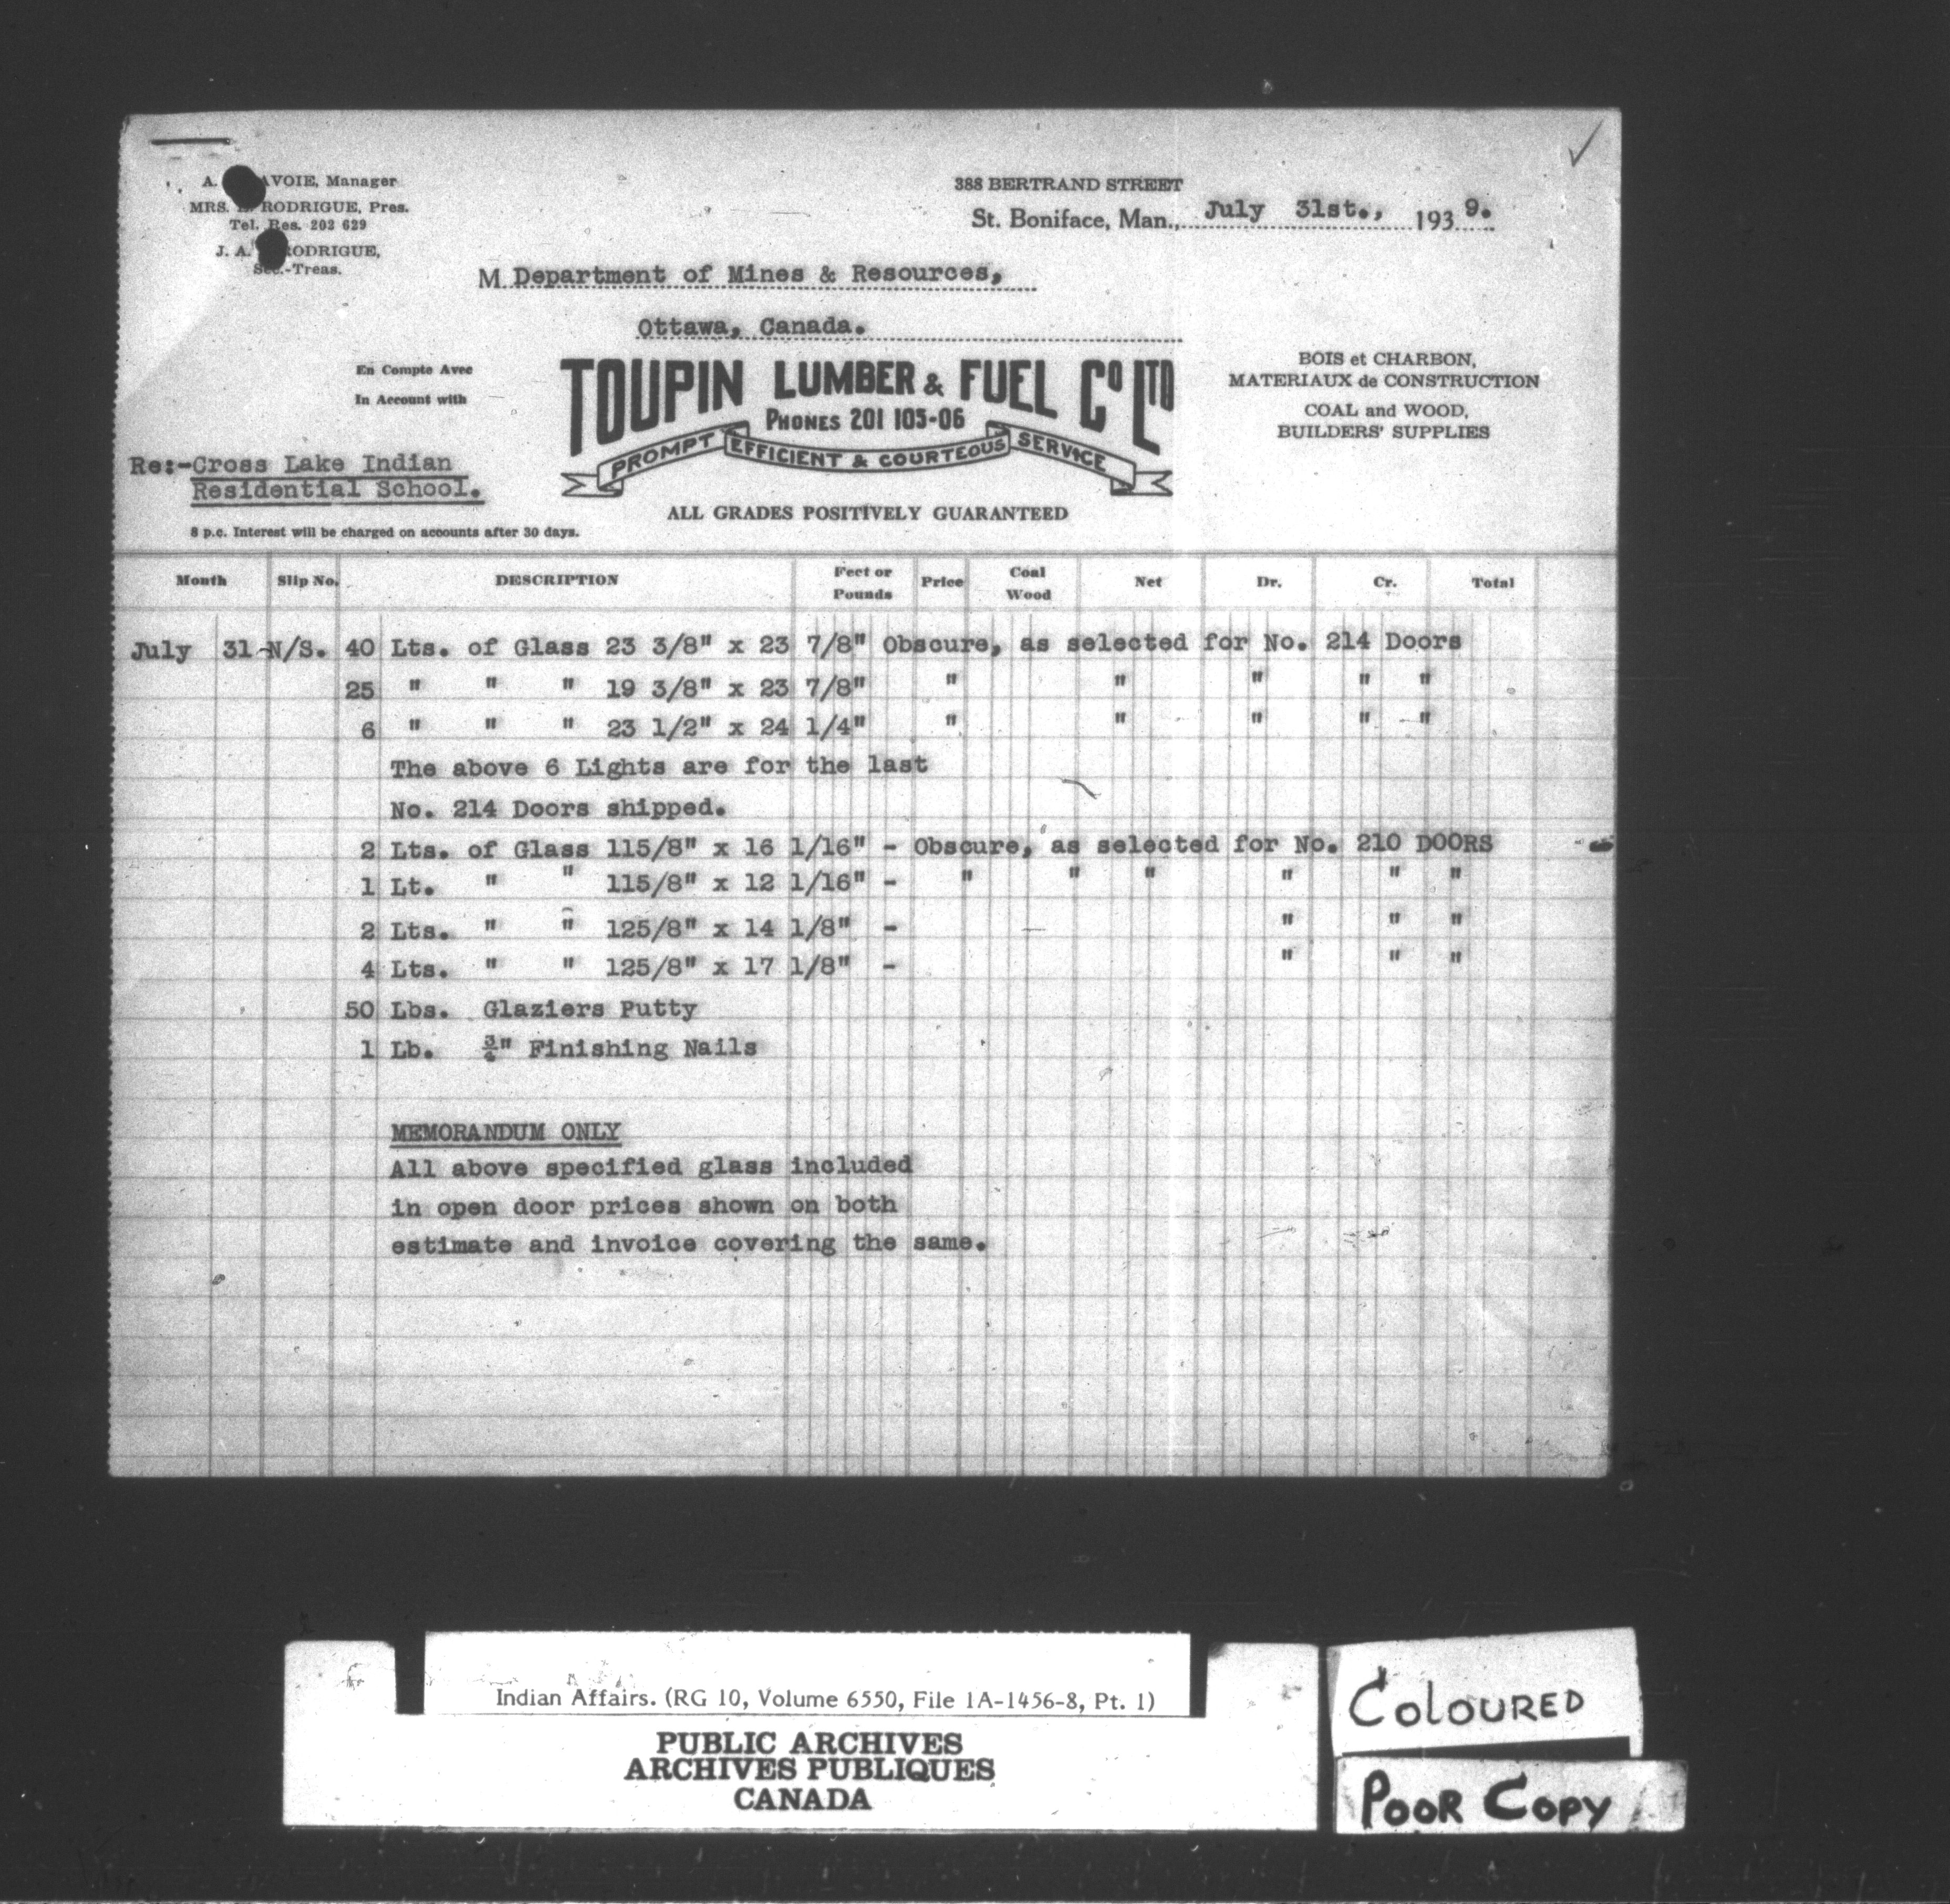 A. AVOIE, Manager
MRS. RODRIGUE, Pres.
Tel. Res. 203 629
J. A. RODRIGUE,
Sec.-Treas.
388 BERTRAND STREET
St. Boniface, Man., July 31st., 1939.
M. Department of Mines & Resources,
Ottawa, Canada.
En Compte Avec
In Account with
TOUPIN LUMBER & FUEL CO LTD
PHONES 201 105-06
PROMPT EFFICIENT & COURTEOUS SERVICE
ALL GRADES POSITIVELY GUARANTEED
BOIS et CHARBON,
MATERIAUX de CONSTRUCTION
COAL and WOOD,
BUILDERS' SUPPLIES
Re:-Cross Lake Indian
Residential School.
8 p.c. Interest will be charged on accounts after 30 days.
Month Slip No. DESCRIPTION Feet or Pounds Price Coal Wood Net Dr. Cr. Total
July 31-N/S. 40 Lts. of Glass 23 3/8" x 23 7/8" Obscure, as selected for No. 214 Doors
25 " " " 19 3/8" x 23 7/8" " " " " "
6 " " " 23 1/2" x 24 1/4" " " " " "
The above 6 Lights are for the last
No. 214 Doors shipped.
2 Lts. of Glass 115/8" x 16 1/16" - Obscure, as selected for No. 210 DOORS
1 Lt. " " 115/8" x 12 1/16" - " " " " " "
2 Lts. " " 125/8" x 14 1/8" - " " "
4 Lts. " " 125/8" x 17 1/8" - " " "
50 Lbs. Glaziers Putty
1 Lb. ¾" Finishing Nails
MEMORANDUM ONLY
All above specified glass included
in open door prices shown on both
estimate and invoice covering the same.
Indian Affairs. (RG 10, Volume 6550, File 1A-1456-8, Pt. 1)
PUBLIC ARCHIVES
ARCHIVES PUBLIQUES
CANADA
COLOURED
POOR COPY